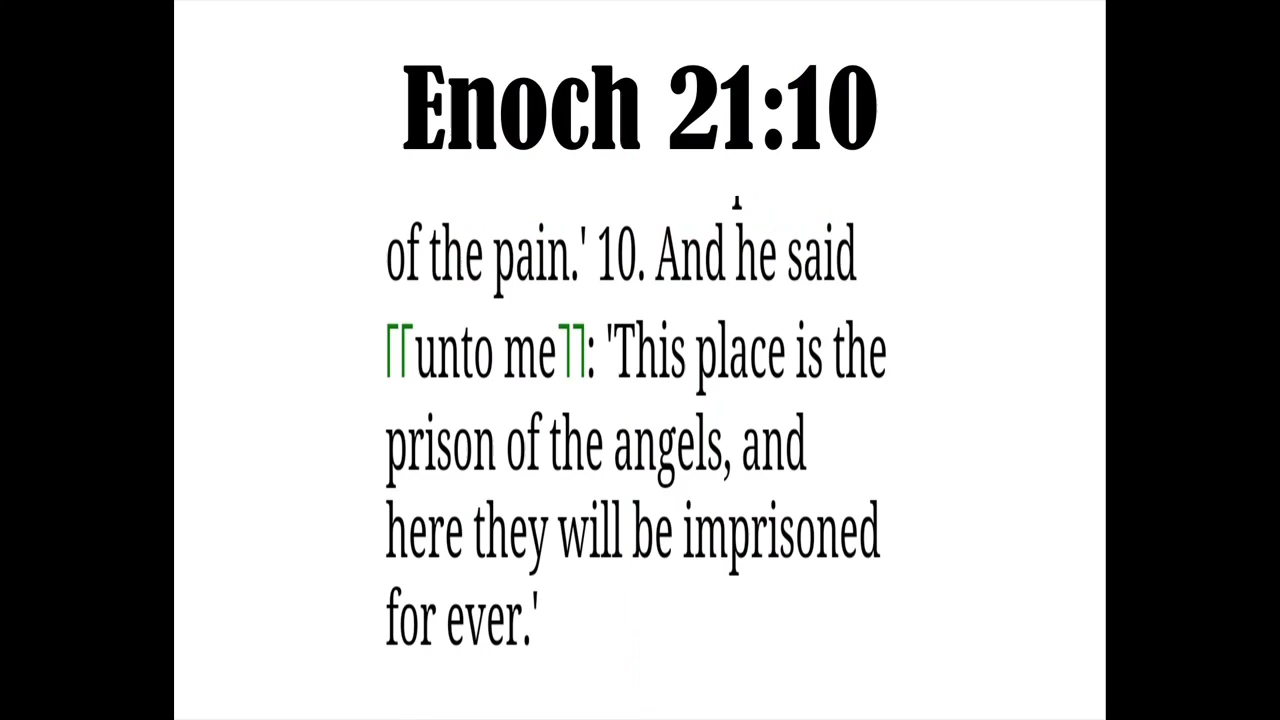 Enoch 21:10
of the pain.' 10. And he said
⸢⸢unto me⸣⸣: 'This place is the
prison of the angels, and
here they will be imprisoned
for ever.'